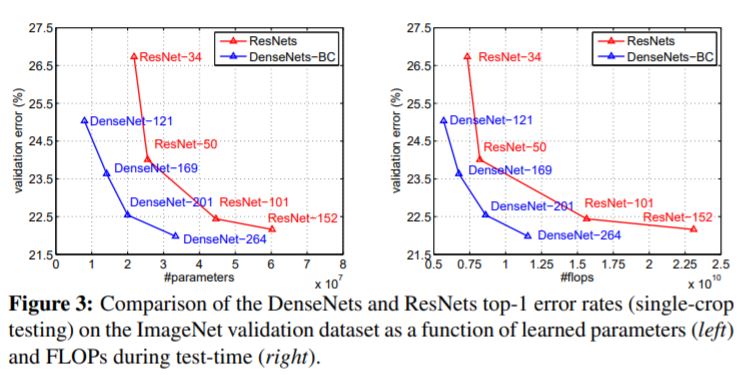 27.5
26.5
25.5
24.5
23.5
22.5
21.5
validation error (%)
ResNets
DenseNets−BC
ResNet−34
DenseNet−121
ResNet−50
DenseNet−169
DenseNet−201
ResNet−101
ResNet−152
DenseNet−264
0 1 2 3 4 5 6 7 8
#parameters
x 10^7
27.5
26.5
25.5
24.5
23.5
22.5
21.5
validation error (%)
ResNets
DenseNets−BC
ResNet−34
DenseNet−121
ResNet−50
DenseNet−169
DenseNet−201
ResNet−101
ResNet−152
DenseNet−264
0.5 0.75 1 1.25 1.5 1.75 2 2.25 2.5
#flops
x 10^10
Figure 3: Comparison of the DenseNets and ResNets top-1 error rates (single-crop
testing) on the ImageNet validation dataset as a function of learned parameters (left)
and FLOPs during test-time (right).